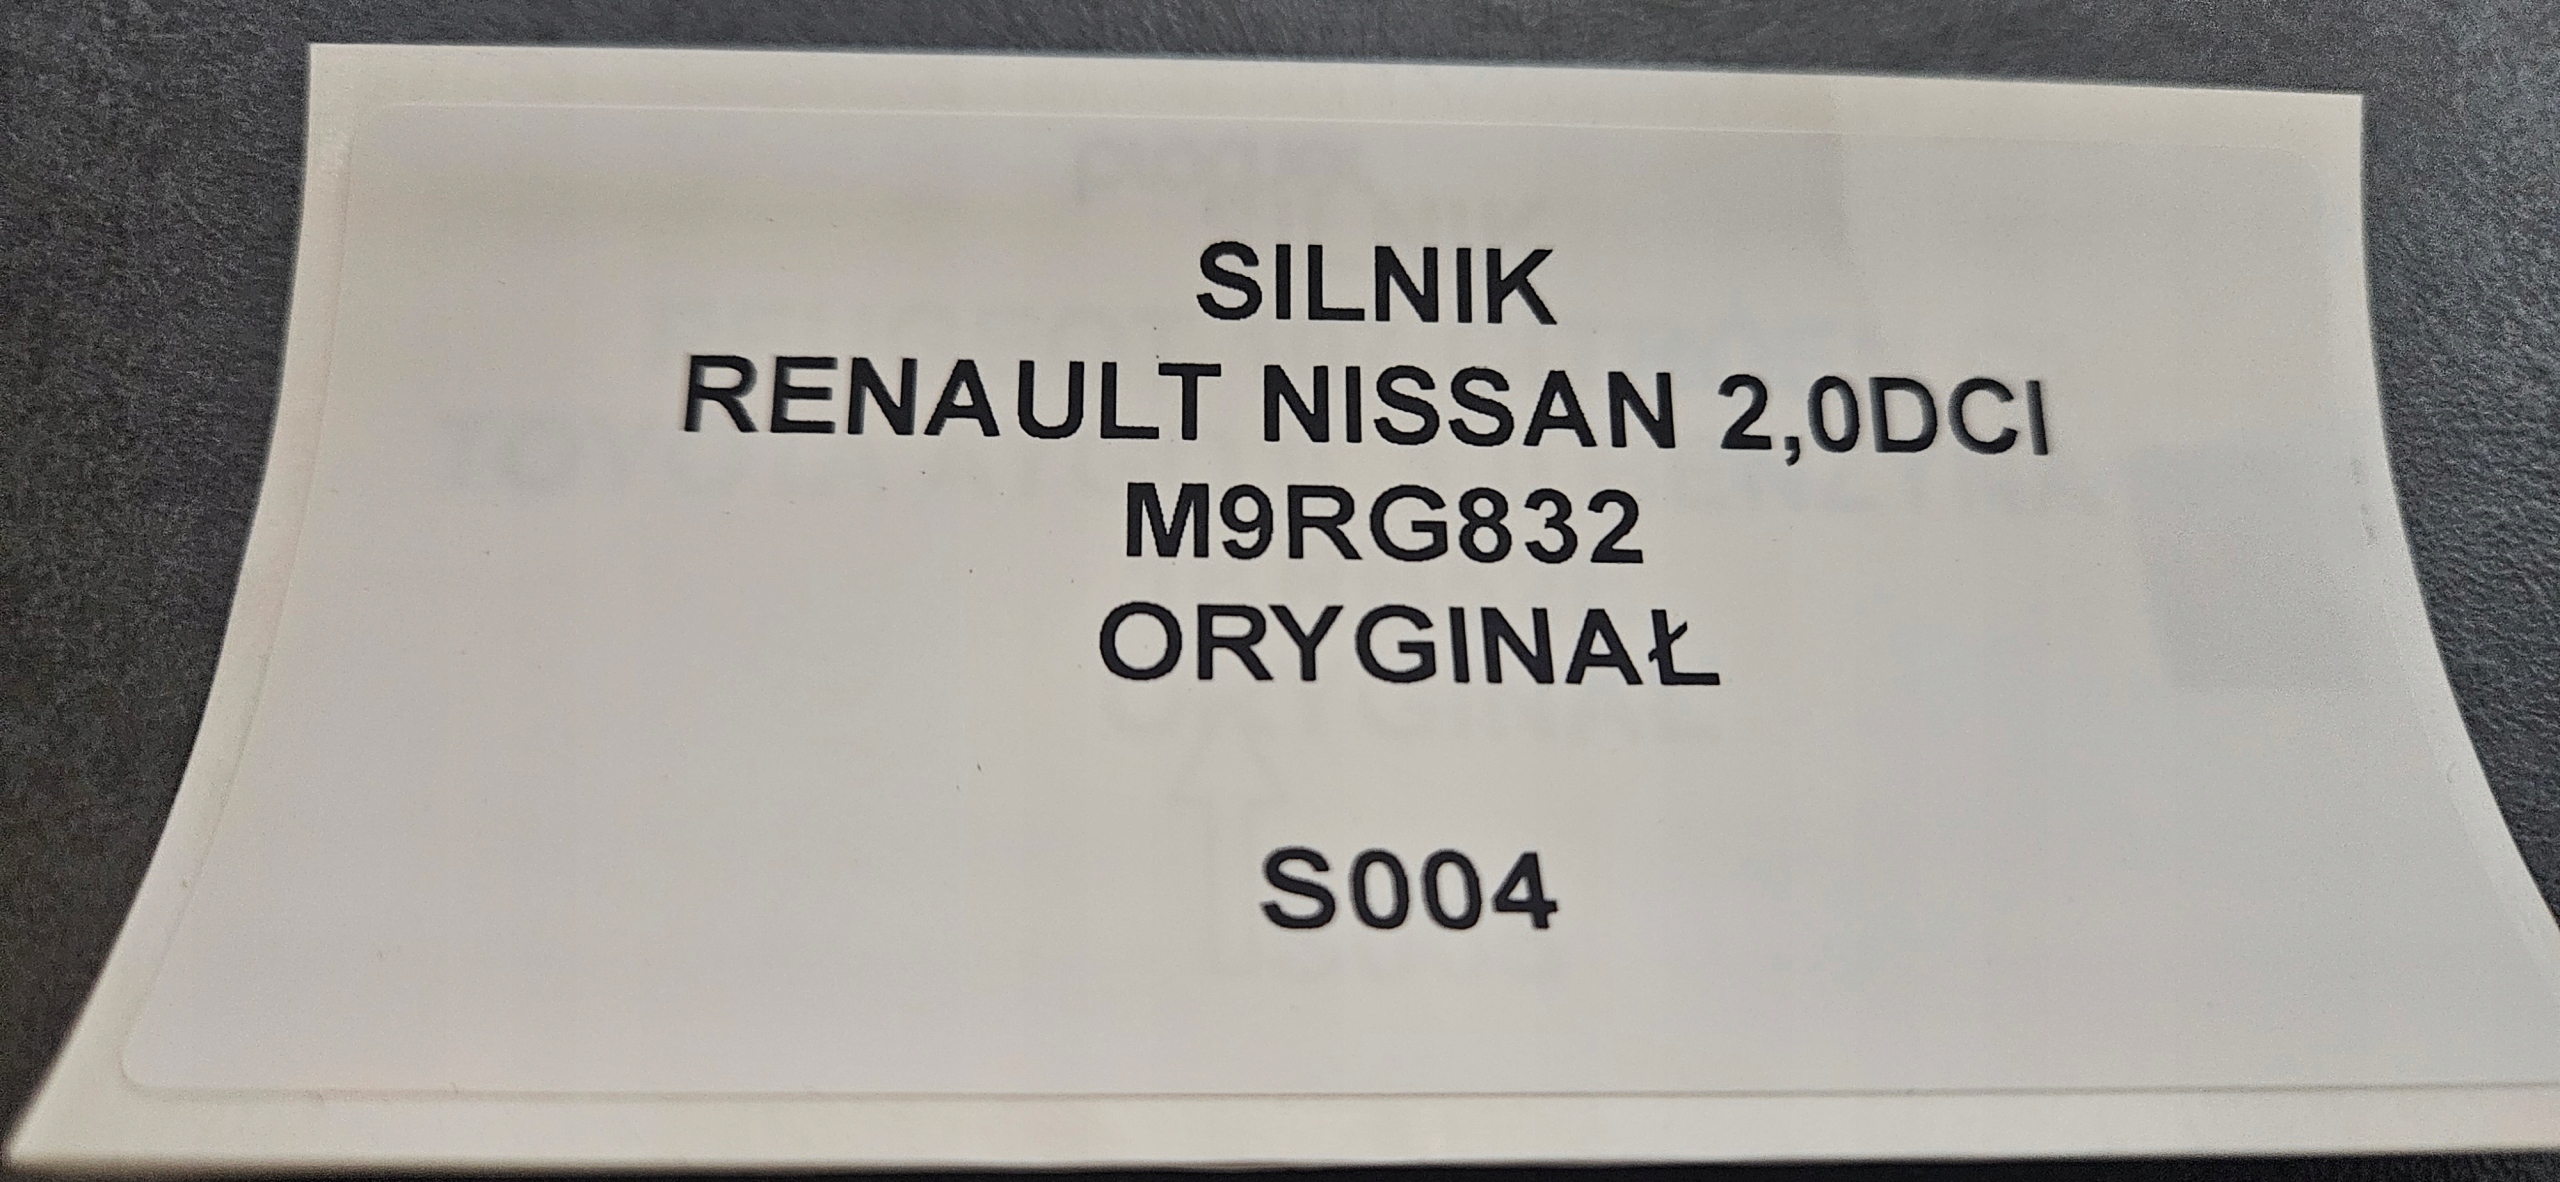 SILNIK
RENAULT NISSAN 2,0DCI
M9RG832
ORYGINAŁ
S004